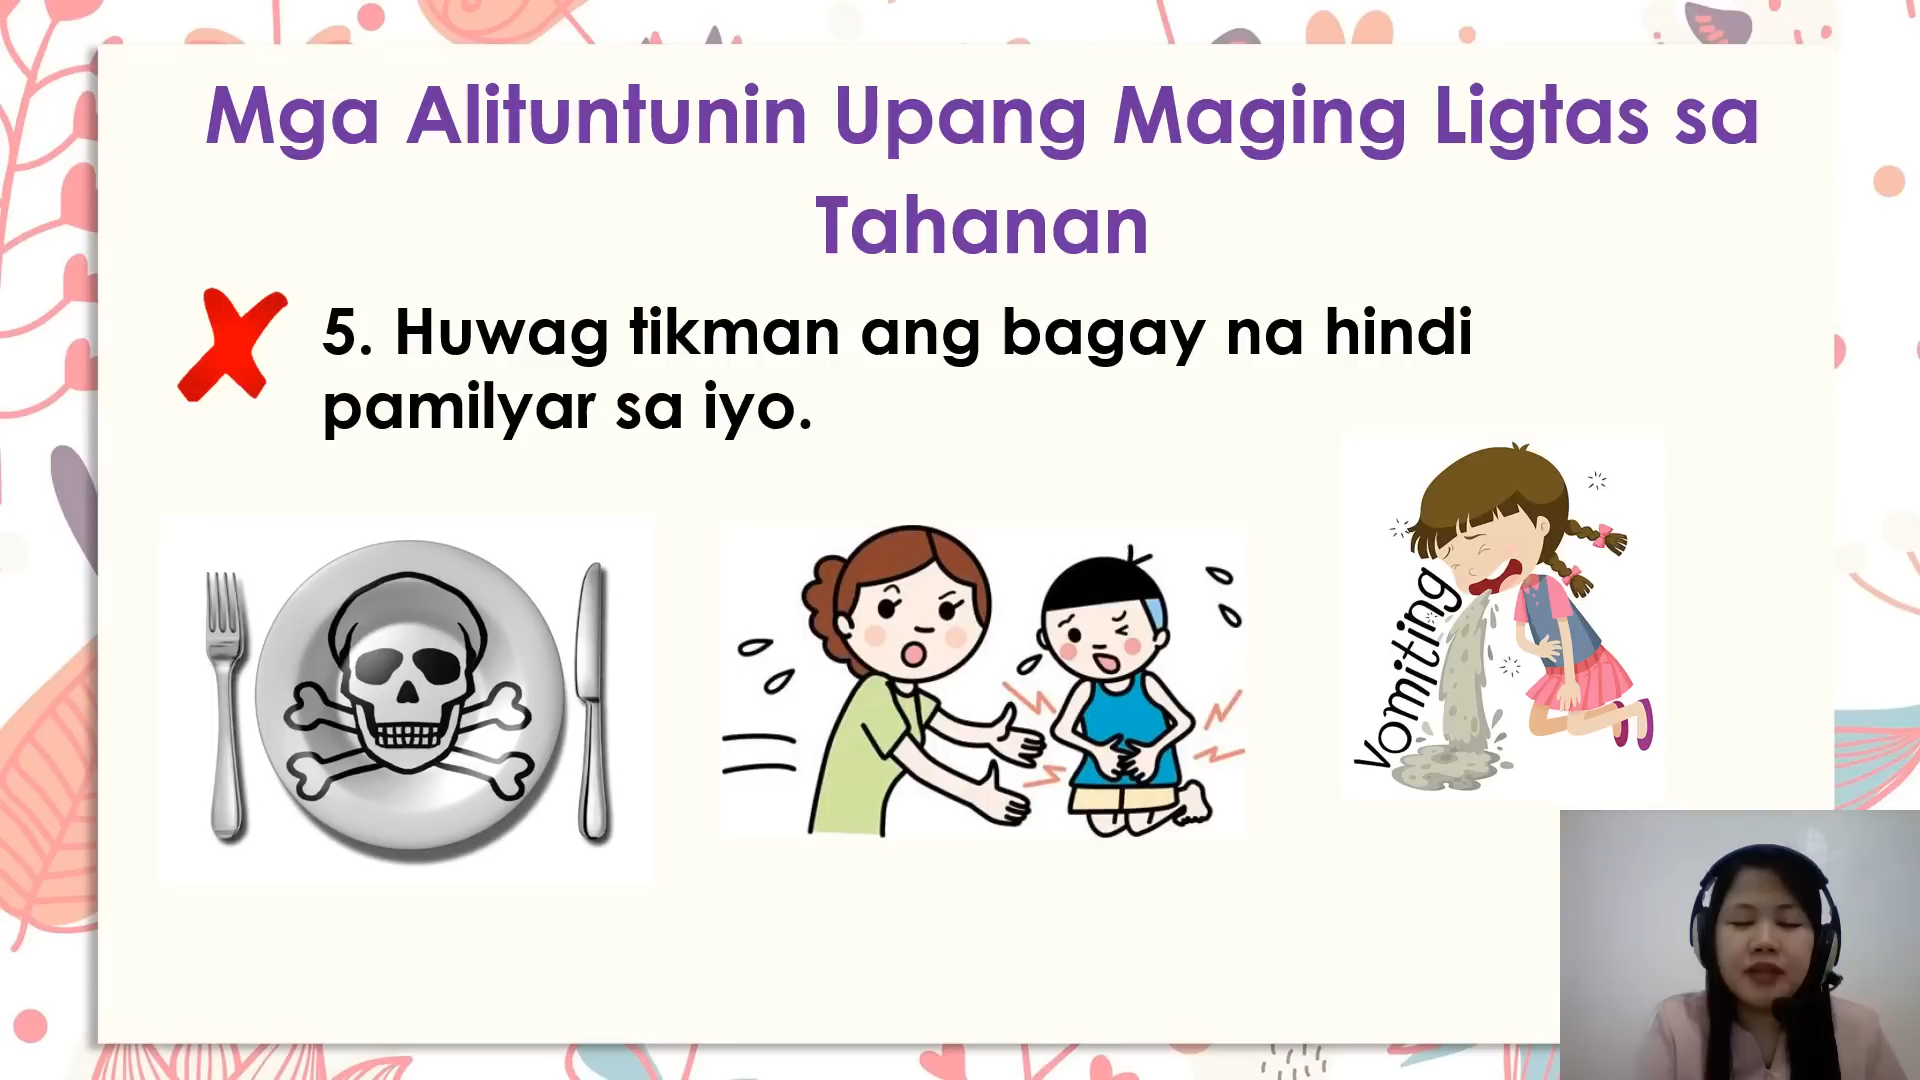 Mga Alituntunin Upang Maging Ligtas sa
Tahanan
5. Huwag tikman ang bagay na hindi
pamilyar sa iyo.
Vomiting